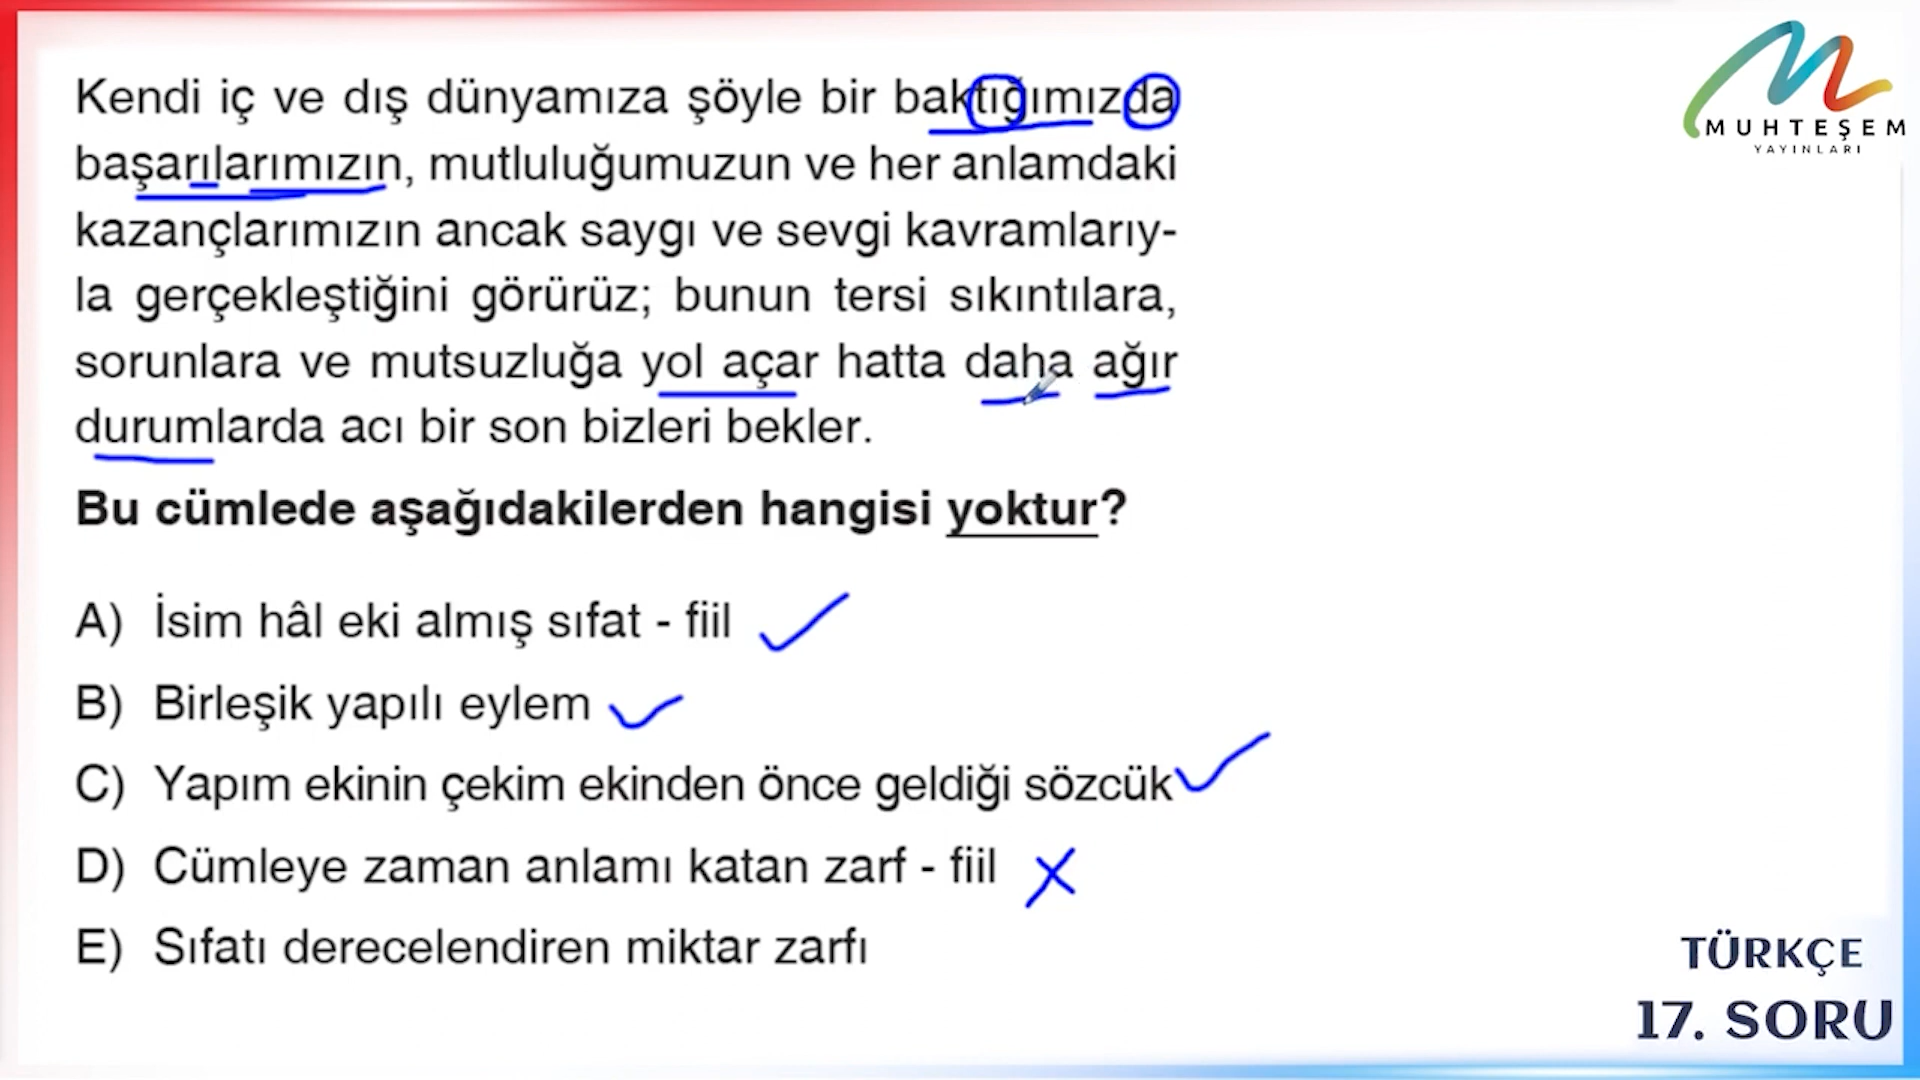 Kendi iç ve dış dünyamıza şöyle bir baktığımızda
başarılarımızın, mutluluğumuzun ve her anlamdaki
kazançlarımızın ancak saygı ve sevgi kavramlarıy-
la gerçekleştiğini görürüz; bunun tersi sıkıntılara,
sorunlara ve mutsuzluğa yol açar hatta daha ağır
durumlarda acı bir son bizleri bekler.
Bu cümlede aşağıdakilerden hangisi yoktur?
A) İsim hâl eki almış sıfat - fiil
B) Birleşik yapılı eylem
C) Yapım ekinin çekim ekinden önce geldiği sözcük
D) Cümleye zaman anlamı katan zarf - fiil
E) Sıfatı derecelendiren miktar zarfı
MUHTEŞEM
YAYINLARI
TÜRKÇE
17. SORU